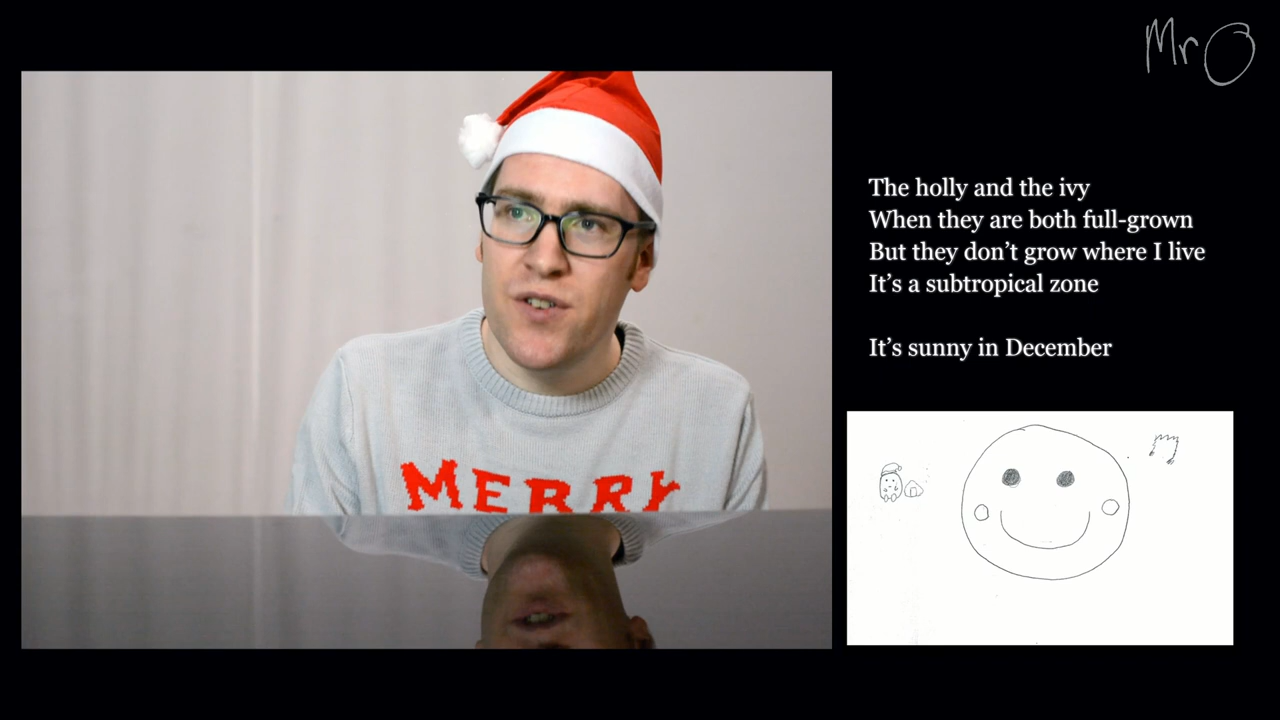 Mr O
The holly and the ivy
When they are both full-grown
But they don’t grow where I live
It’s a subtropical zone
It’s sunny in December
MERRY